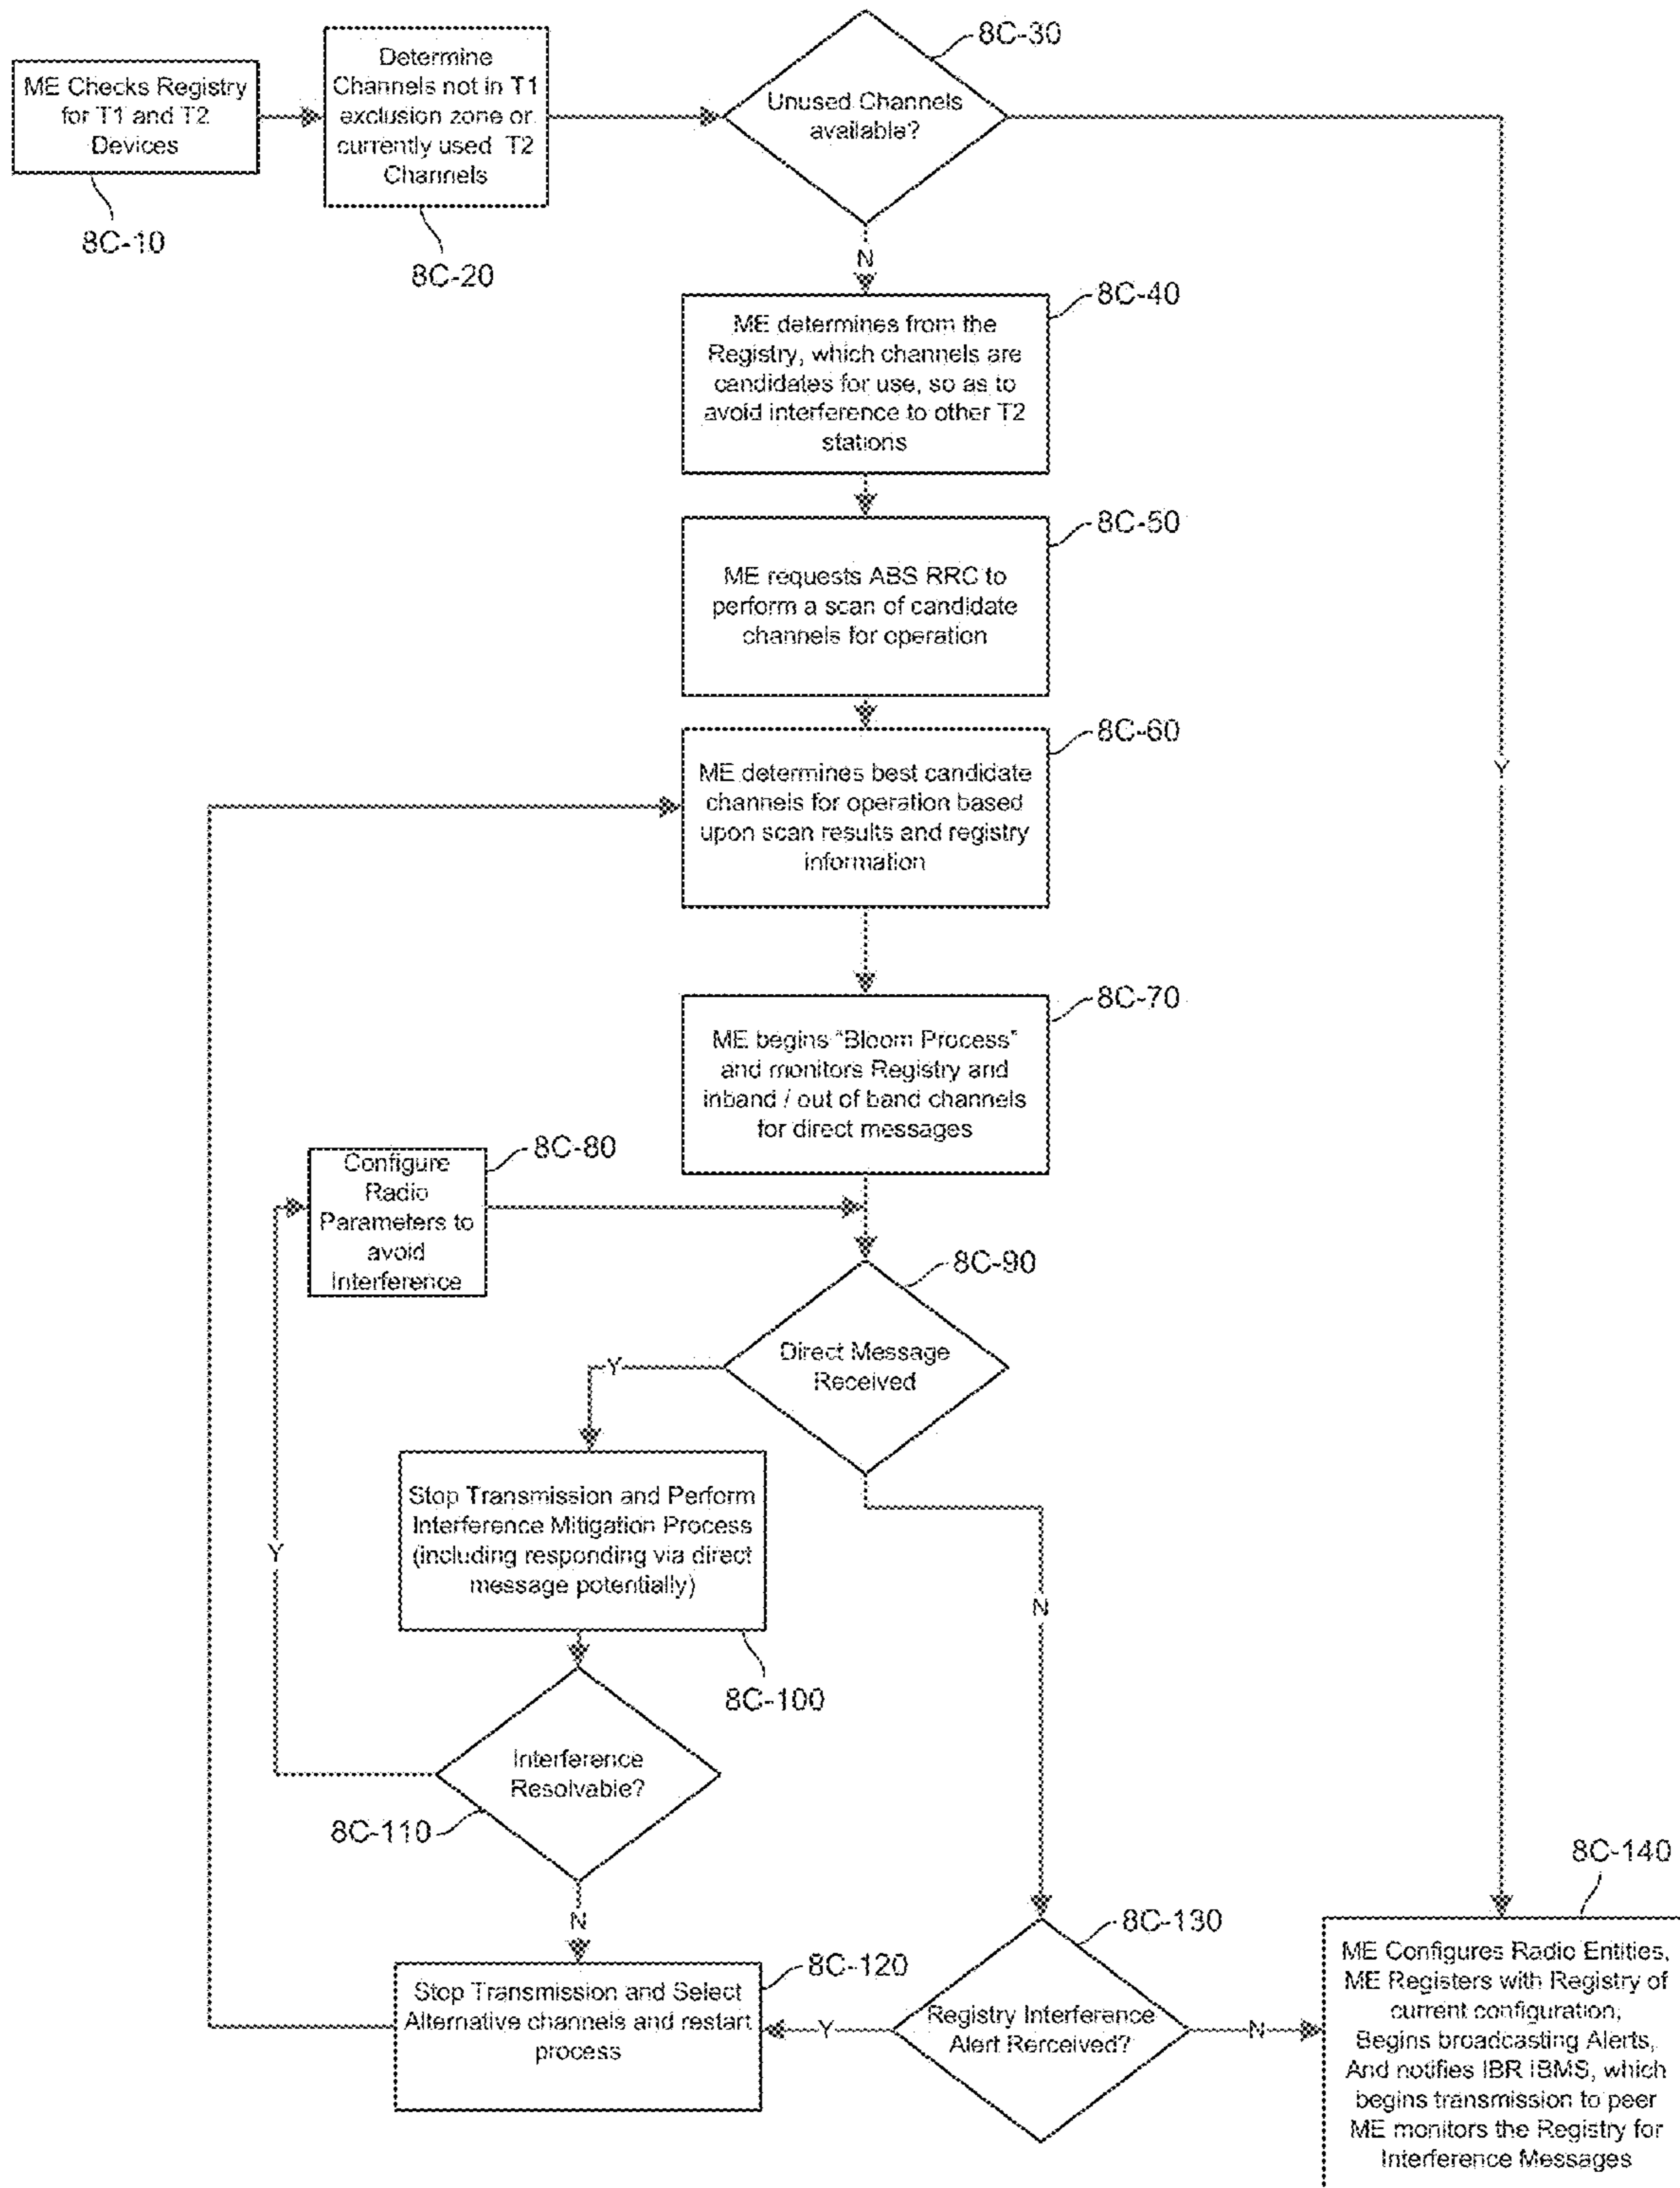 ME Checks Registry
for T1 and T2
Devices
8C-10
Determine
Channels not in T1
exclusion zone or
currently used T2
Channels
8C-20
Unused Channels
available?
8C-30
N
Y
ME determines from the
Registry, which channels are
candidates for use, so as to
avoid interference to other T2
stations
8C-40
ME requests ABS RRC to
perform a scan of candidate
channels for operation
8C-50
ME determines best candidate
channels for operation based
upon scan results and registry
information
8C-60
ME begins "Bloom Process"
and monitors Registry and
inband / out of band channels
for direct messages
8C-70
Configure
Radio
Parameters to
avoid
Interference
8C-80
Direct Message
Received
8C-90
Y
N
Stop Transmission and Perform
Interference Mitigation Process
(including responding via direct
message potentially)
8C-100
Y
Interference
Resolvable?
8C-110
N
Stop Transmission and Select
Alternative channels and restart
process
8C-120
Y
Registry Interference
Alert Rerceived?
8C-130
N
8C-140
ME Configures Radio Entities,
ME Registers with Registry of
current configuration,
Begins broadcasting Alerts,
And notifies IBR IBMS, which
begins transmission to peer
ME monitors the Registry for
Interference Messages